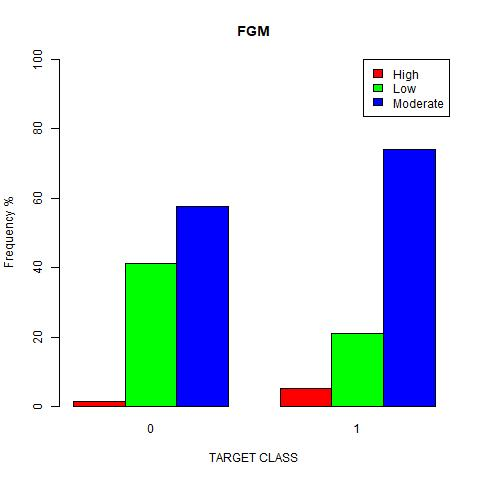 FGM
High
Low
Moderate
Frequency %
100
80
60
40
20
0
0 1
TARGET CLASS